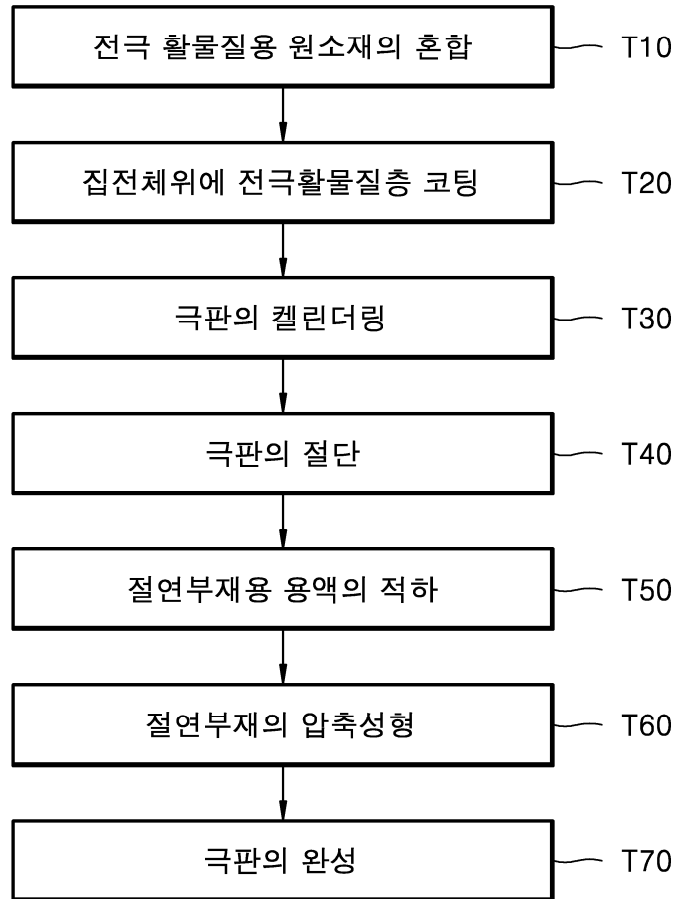 전극 활물질용 원소재의 혼합 T10
집전체위에 전극활물질층 코팅 T20
극판의 켈린더링 T30
극판의 절단 T40
절연부재용 용액의 적하 T50
절연부재의 압축성형 T60
극판의 완성 T70